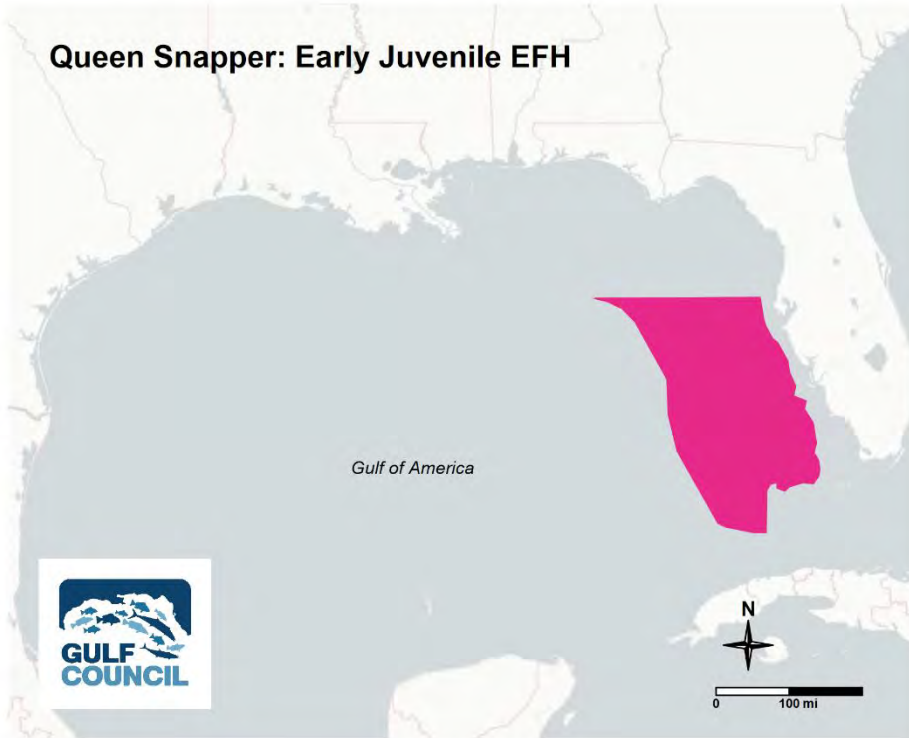 Queen Snapper: Early Juvenile EFH
Gulf of America
GULF
COUNCIL
N
0 100 mi